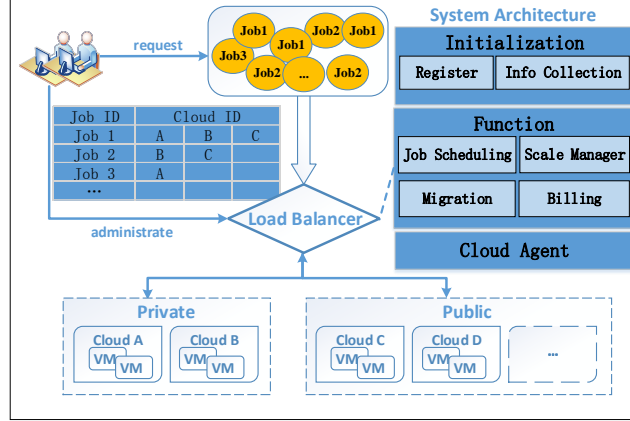 System Architecture
request
Job1
Job2
Job1
Job3
Job1
Job2
...
Job2
Initialization
Register
Info Collection
Job ID
Cloud ID
Job 1
A
B
C
Job 2
B
C
Job 3
A
...
Function
Job Scheduling
Scale Manager
Migration
Billing
Load Balancer
administrate
Cloud Agent
Private
Public
Cloud A
VM
VM
Cloud B
VM
VM
Cloud C
VM
VM
Cloud D
VM
VM
...